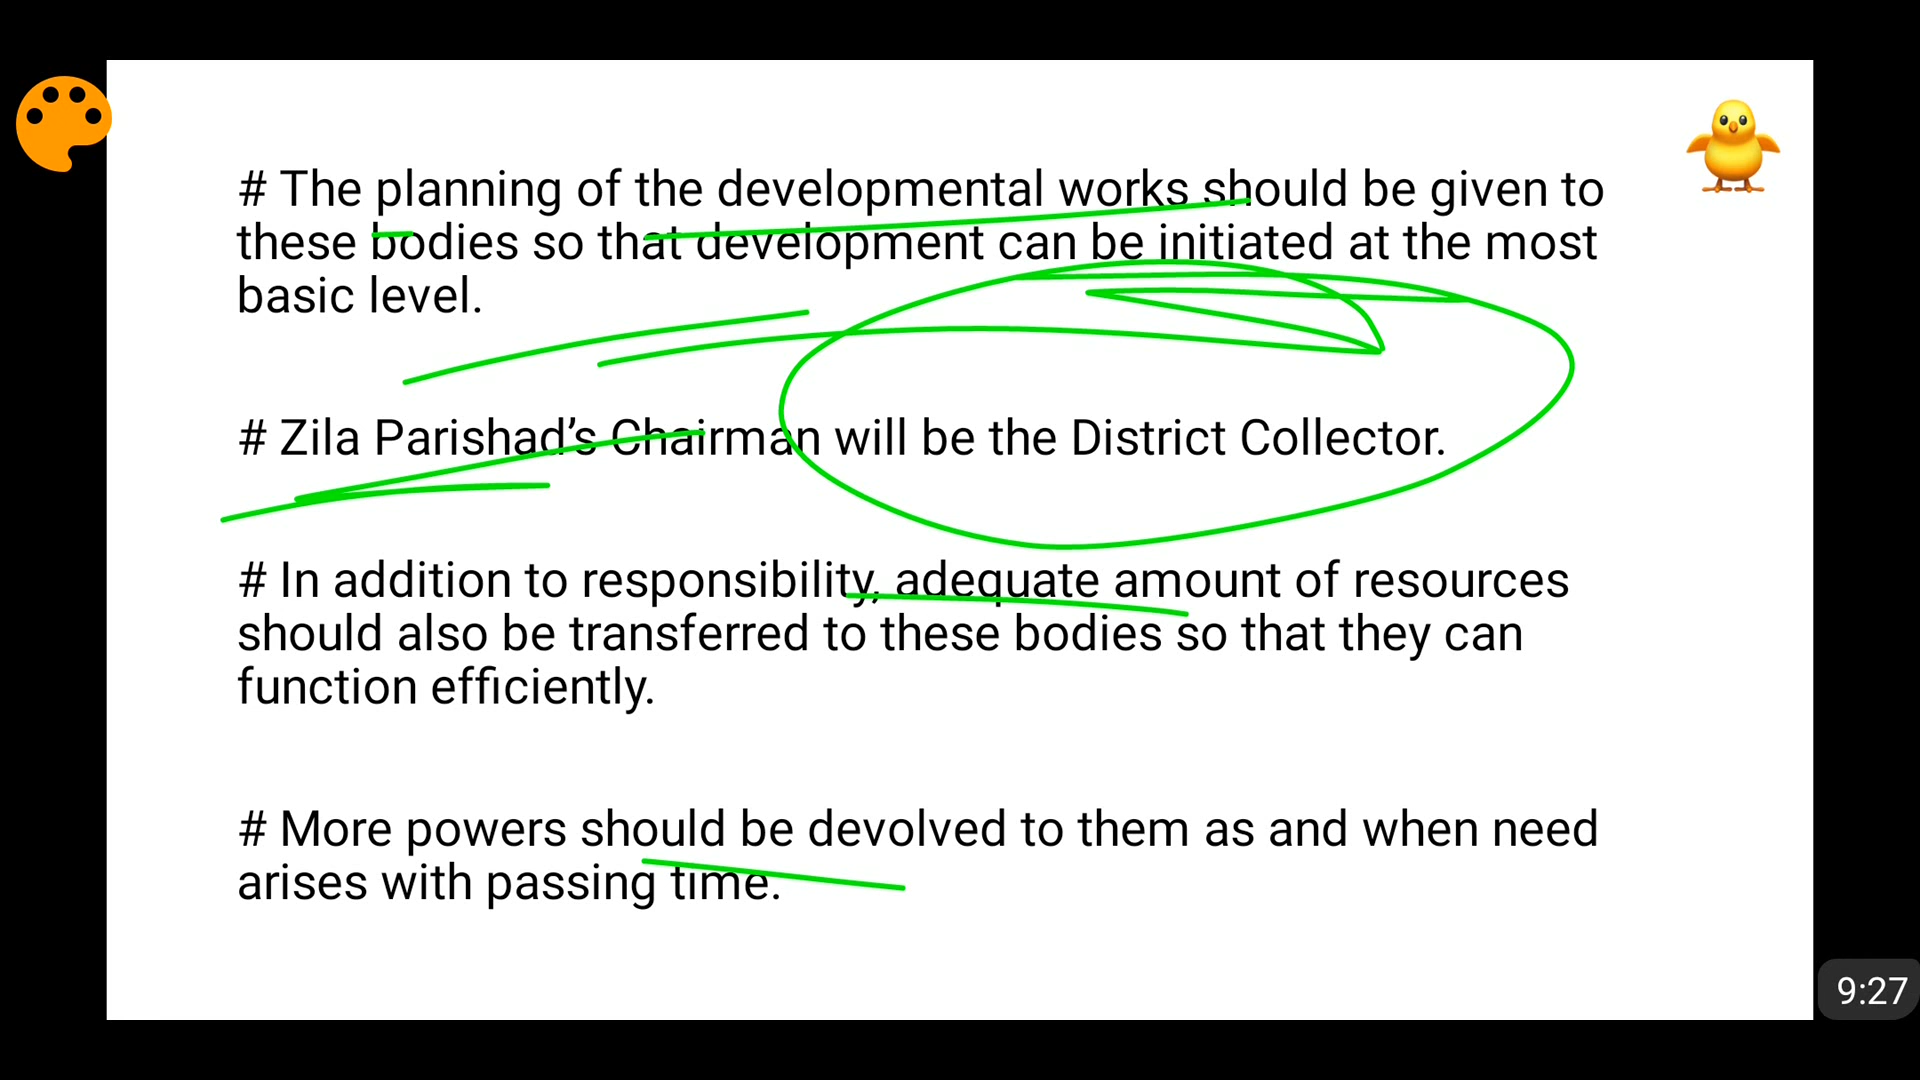 # The planning of the developmental works should be given to
these bodies so that development can be initiated at the most
basic level.
# Zila Parishad’s Chairman will be the District Collector.
# In addition to responsibility, adequate amount of resources
should also be transferred to these bodies so that they can
function efficiently.
# More powers should be devolved to them as and when need
arises with passing time.
9:27